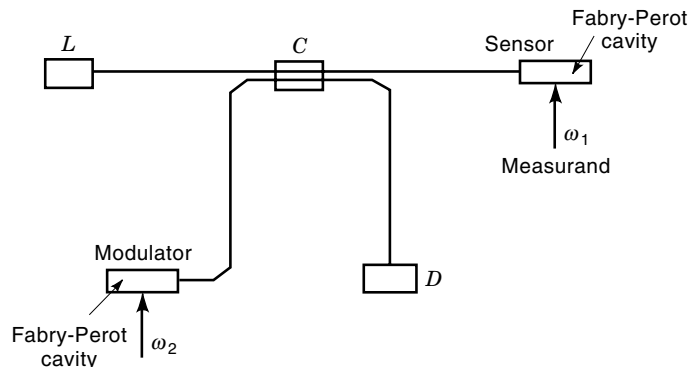 Fabry-Perot
cavity
Sensor
L
C
ω1
Measurand
Modulator
D
Fabry-Perot
cavity
ω2